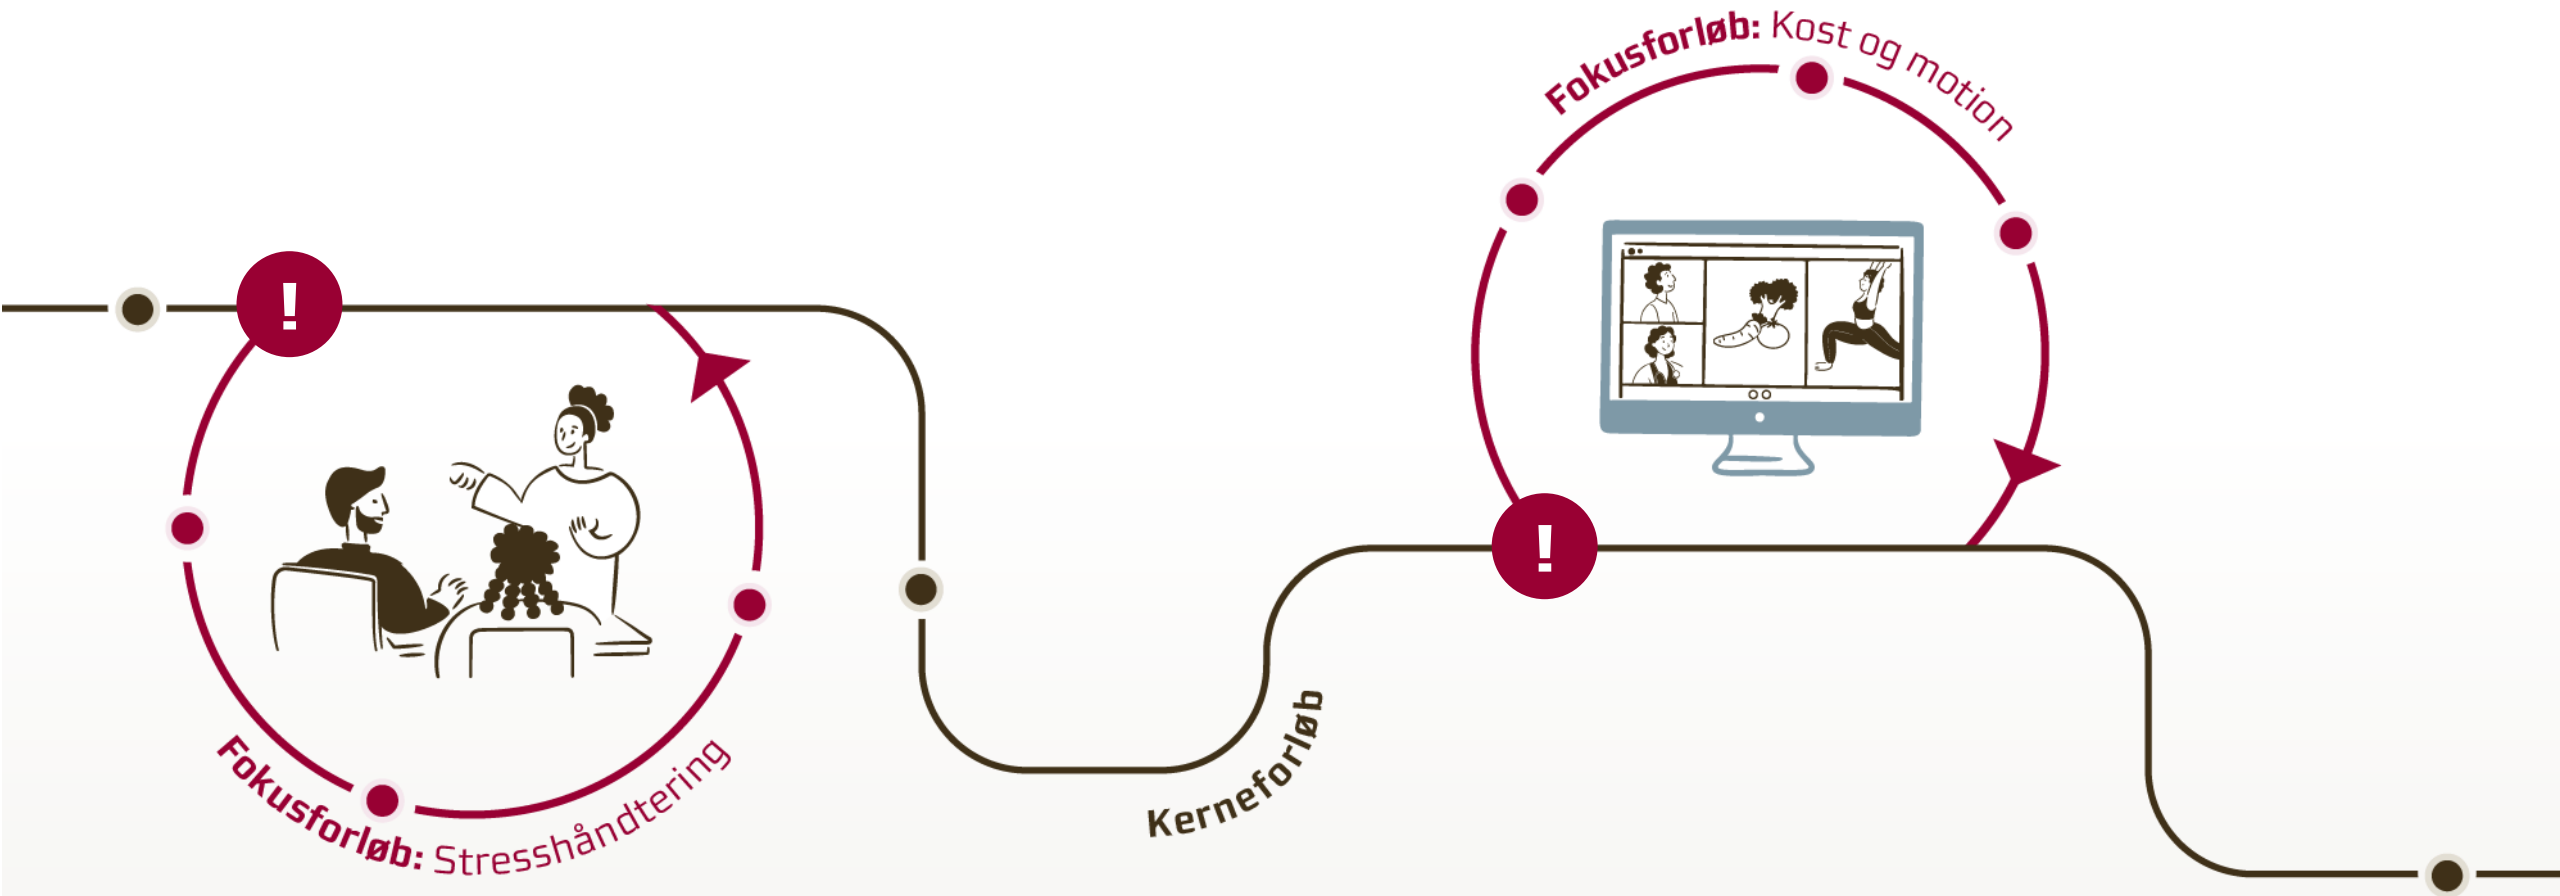 Fokusforløb: Kost og motion
!
!
Kerneforløb
Fokusforløb: Stresshåndtering